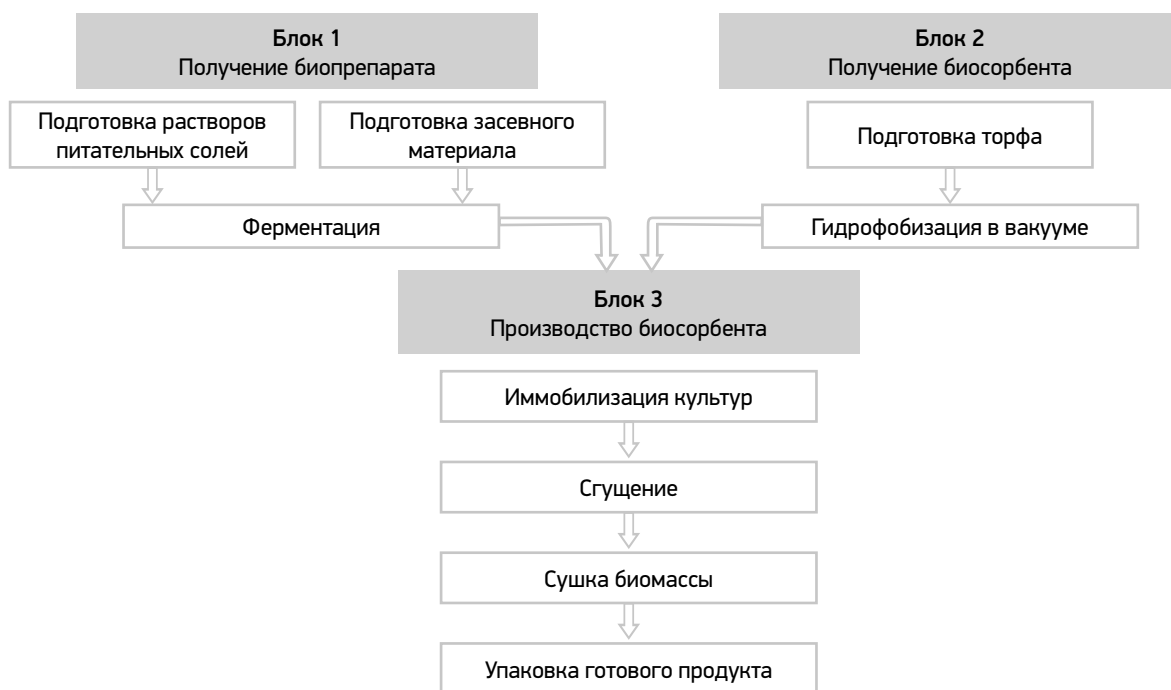 Блок 1
Получение биопрепарата
Блок 2
Получение биосорбента
Подготовка растворов
питательных солей
Подготовка засевного
материала
Подготовка торфа
Ферментация
Гидрофобизация в вакууме
Блок 3
Производство биосорбента
Иммобилизация культур
Сгущение
Сушка биомассы
Упаковка готового продукта